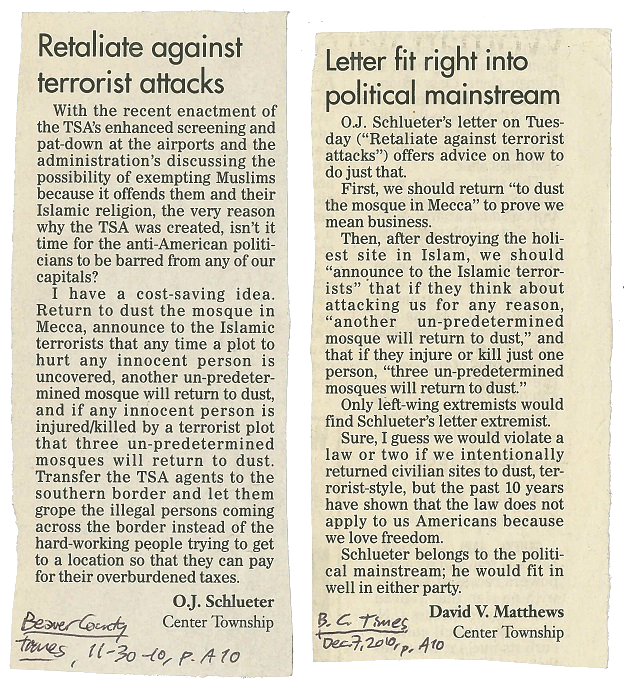 Retaliate against
terrorist attacks
With the recent enactment of
the TSA's enhanced screening and
pat-down at the airports and the
administration's discussing the
possibility of exempting Muslims
because it offends them and their
Islamic religion, the very reason
why the TSA was created, isn't it
time for the anti-American politi-
cians to be barred from any of our
capitals?
I have a cost-saving idea.
Return to dust the mosque in
Mecca, announce to the Islamic
terrorists that any time a plot to
hurt any innocent person is
uncovered, another un-predeter-
mined mosque will return to dust,
and if any innocent person is
injured/killed by a terrorist plot
that three un-predetermined
mosques will return to dust.
Transfer the TSA agents to the
southern border and let them
grope the illegal persons coming
across the border instead of the
hard-working people trying to get
to a location so that they can pay
for their overburdened taxes.
O.J. Schlueter
Center Township
Beaver County
Times, 11-30-10, p. A10
Letter fit right into
political mainstream
O.J. Schlueter's letter on Tues-
day ("Retaliate against terrorist
attacks") offers advice on how to
do just that.
First, we should return "to dust
the mosque in Mecca" to prove we
mean business.
Then, after destroying the holi-
est site in Islam, we should
"announce to the Islamic terror-
ists" that if they think about
attacking us for any reason,
"another un-predetermined
mosque will return to dust," and
that if they injure or kill just one
person, "three un-predetermined
mosques will return to dust."
Only left-wing extremists would
find Schlueter's letter extremist.
Sure, I guess we would violate a
law or two if we intentionally
returned civilian sites to dust, ter-
rorist-style, but the past 10 years
have shown that the law does not
apply to us Americans because
we love freedom.
Schlueter belongs to the politi-
cal mainstream; he would fit in
well in either party.
David V. Matthews
Center Township
B. C. Times
Dec. 7, 2010, p. A10